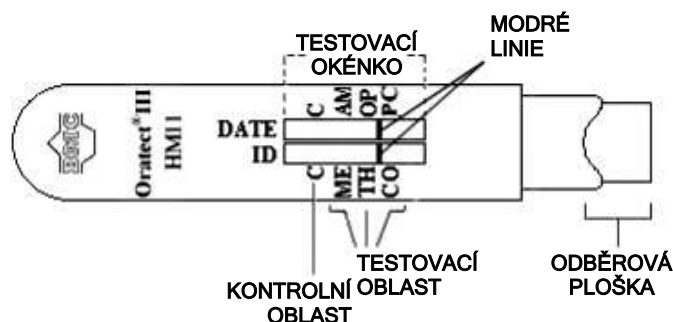 TESTOVACÍ
OKÉNKO
MODRÉ
LINIE
BMC
Oratect®III
HM11
DATE
ID
C
AM
OP
PC
C
ME
TH
CO
KONTROLNÍ
OBLAST
TESTOVACÍ
OBLAST
ODBĚROVÁ
PLOŠKA